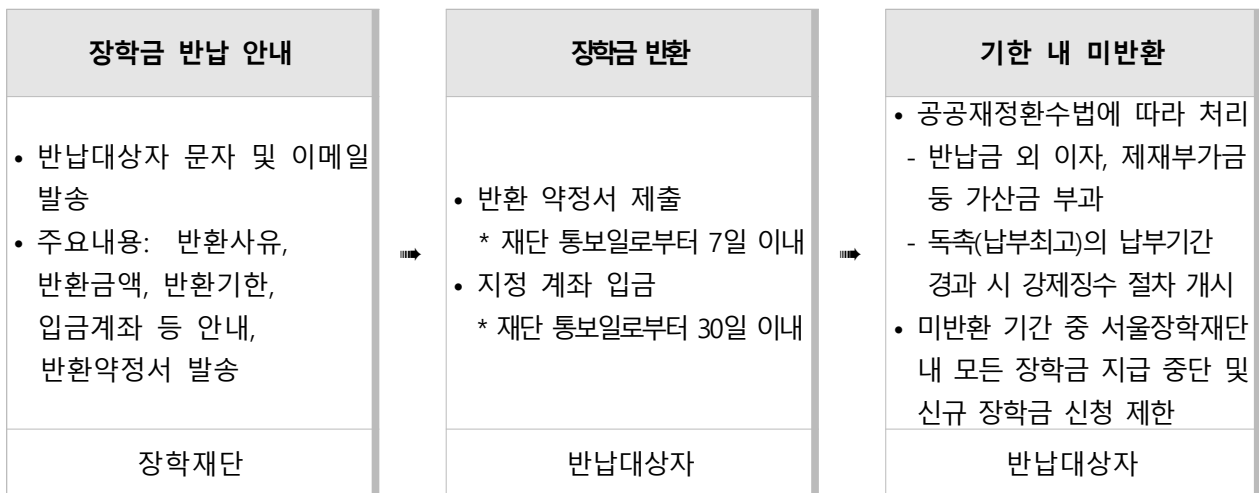 장학금 반납 안내
• 반납대상자 문자 및 이메일
발송
• 주요내용: 반환사유,
반환금액, 반환기한,
입금계좌 등 안내,
반환약정서 발송
장학재단
➠
장학금 반환
• 반환 약정서 제출
* 재단 통보일로부터 7일 이내
• 지정 계좌 입금
* 재단 통보일로부터 30일 이내
반납대상자
➠
기한 내 미반환
• 공공재정환수법에 따라 처리
- 반납금 외 이자, 제재부가금
둥 가산금 부과
- 독촉(납부최고)의 납부기간
경과 시 강제징수 절차 개시
• 미반환 기간 중 서울장학재단
내 모든 장학금 지급 중단 및
신규 장학금 신청 제한
반납대상자